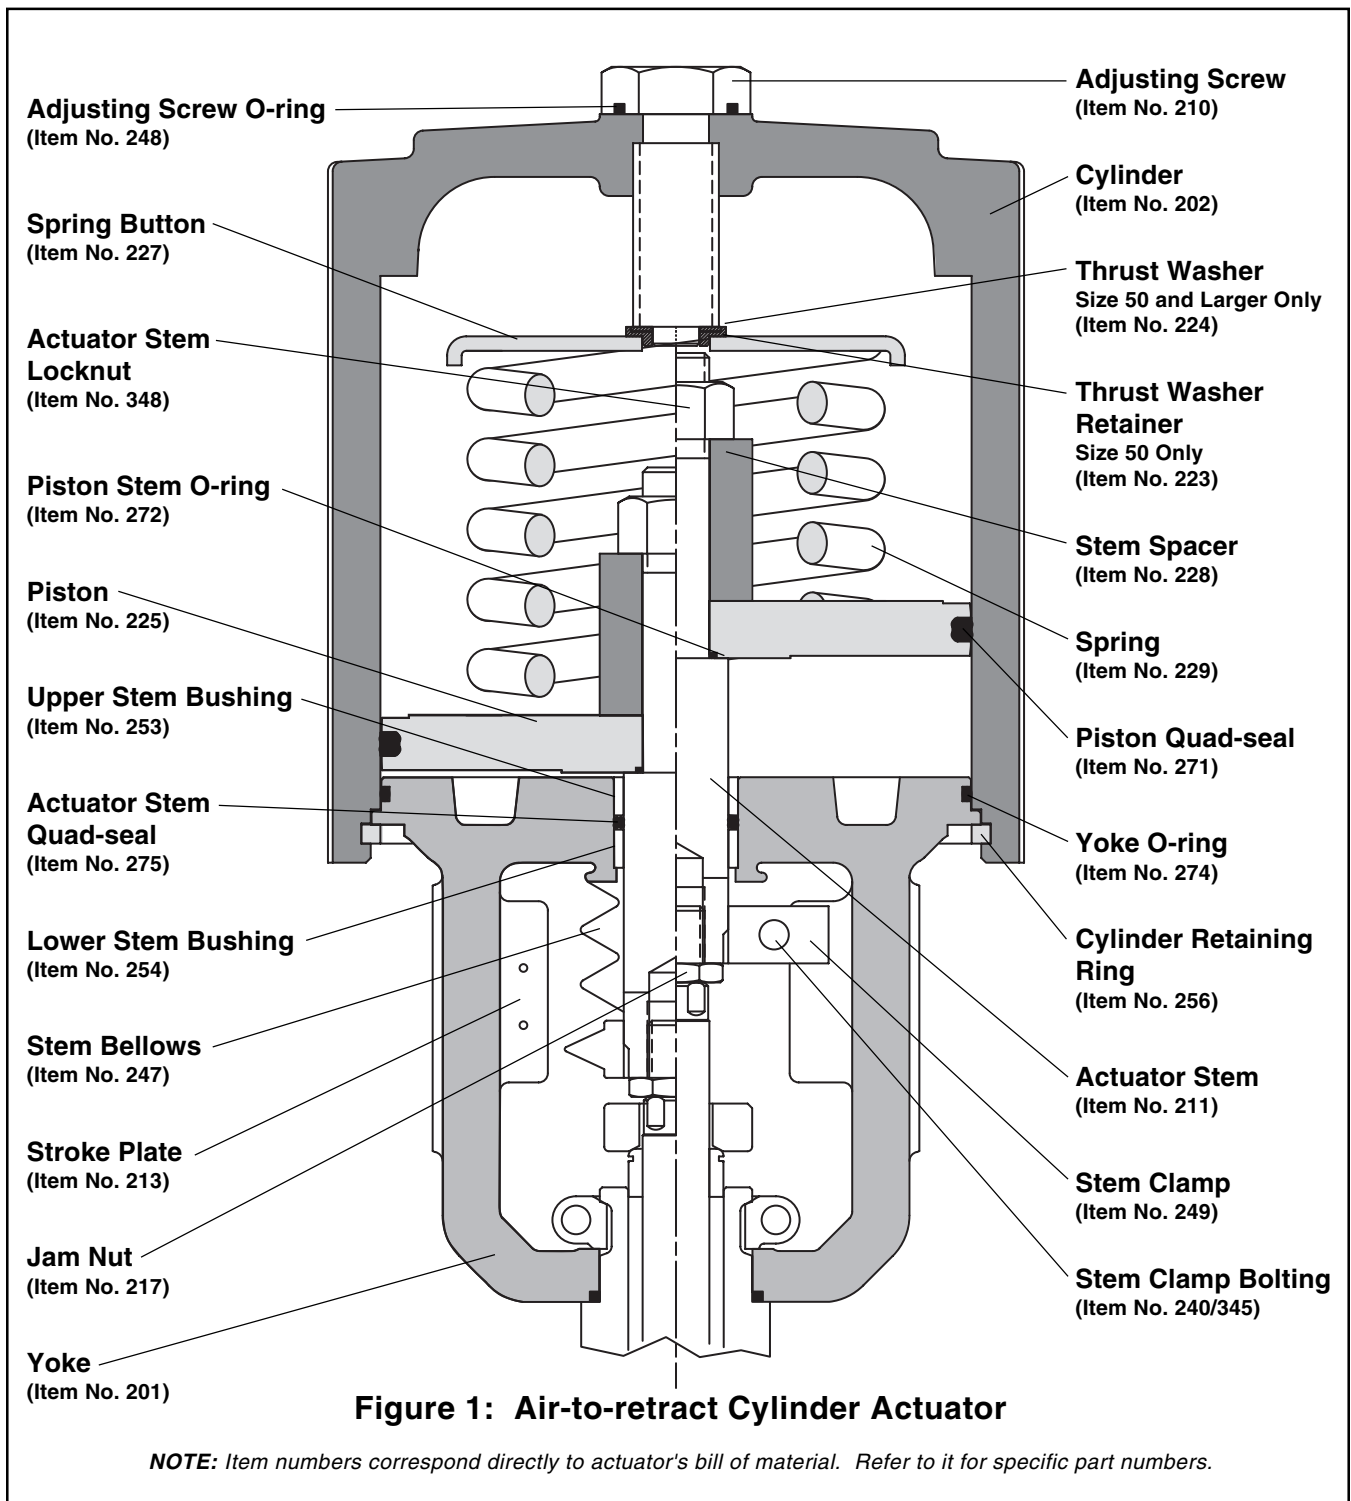 Adjusting Screw O-ring
(Item No. 248)
Spring Button
(Item No. 227)
Actuator Stem
Locknut
(Item No. 348)
Piston Stem O-ring
(Item No. 272)
Piston
(Item No. 225)
Upper Stem Bushing
(Item No. 253)
Actuator Stem
Quad-seal
(Item No. 275)
Lower Stem Bushing
(Item No. 254)
Stem Bellows
(Item No. 247)
Stroke Plate
(Item No. 213)
Jam Nut
(Item No. 217)
Yoke
(Item No. 201)
Adjusting Screw
(Item No. 210)
Cylinder
(Item No. 202)
Thrust Washer
Size 50 and Larger Only
(Item No. 224)
Thrust Washer
Retainer
Size 50 Only
(Item No. 223)
Stem Spacer
(Item No. 228)
Spring
(Item No. 229)
Piston Quad-seal
(Item No. 271)
Yoke O-ring
(Item No. 274)
Cylinder Retaining
Ring
(Item No. 256)
Actuator Stem
(Item No. 211)
Stem Clamp
(Item No. 249)
Stem Clamp Bolting
(Item No. 240/345)
Figure 1: Air-to-retract Cylinder Actuator
NOTE: Item numbers correspond directly to actuator's bill of material. Refer to it for specific part numbers.